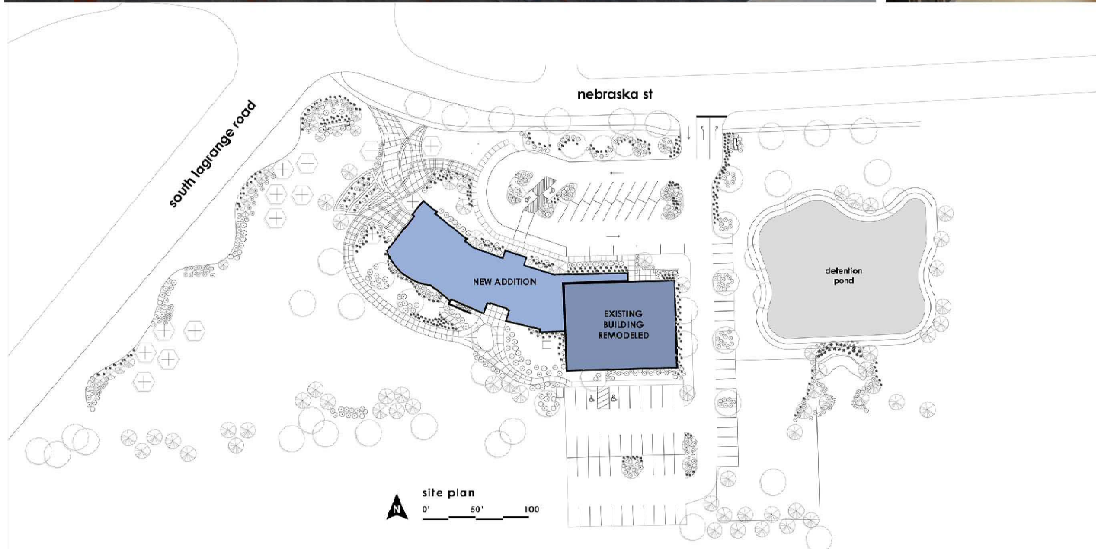 nebraska st
south lagrange road
NEW ADDITION
EXISTING
BUILDING
REMODELED
detention
pond
N
site plan
0' 50' 100